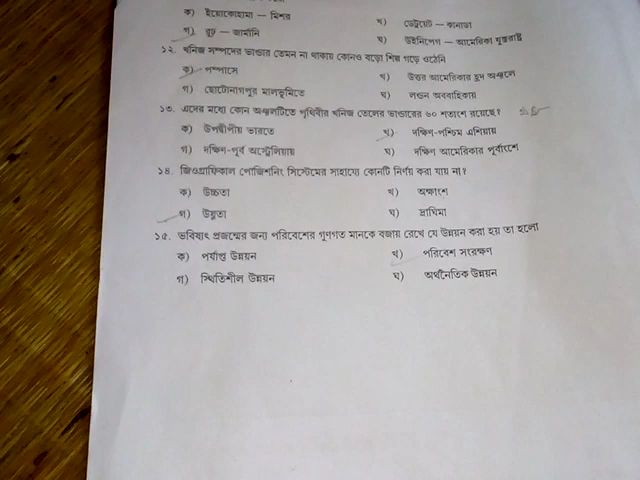 ক) ইয়োকোহামা — মিশর খ) ডেট্রয়েট — কানাডা
গ) রূঢ় — জার্মানি ঘ) উইনিপেগ — আমেরিকা যুক্তরাষ্ট্র
১২. খনিজ সম্পদের ভান্ডার তেমন না থাকায় কোনও বড়ো শিল্প গড়ে ওঠেনি
ক) পম্পাসে খ) উত্তর আমেরিকার হ্রদ অঞ্চলে
গ) ছোটোনাগপুর মালভূমিতে ঘ) লন্ডন অববাহিকায়
১৩. এদের মধ্যে কোন অঞ্চলটিতে পৃথিবীর খনিজ তেলের ভান্ডারের ৬০ শতাংশ রয়েছে?
ক) উপদ্বীপীয় ভারতে খ) দক্ষিণ-পশ্চিম এশিয়ায়
গ) দক্ষিণ-পূর্ব অস্ট্রেলিয়ায় ঘ) দক্ষিণ আমেরিকার পূর্বাংশে
১৪. জিওগ্রাফিকাল পোজিশনিং সিস্টেমের সাহায্যে কোনটি নির্ণয় করা যায় না?
ক) উচ্চতা খ) অক্ষাংশ
গ) উষ্ণতা ঘ) দ্রাঘিমা
১৫. ভবিষ্যৎ প্রজন্মের জন্য পরিবেশের গুণগত মানকে বজায় রেখে যে উন্নয়ন করা হয় তা হলো
ক) পর্যাপ্ত উন্নয়ন খ) পরিবেশ সংরক্ষণ
গ) স্থিতিশীল উন্নয়ন ঘ) অর্থনৈতিক উন্নয়ন